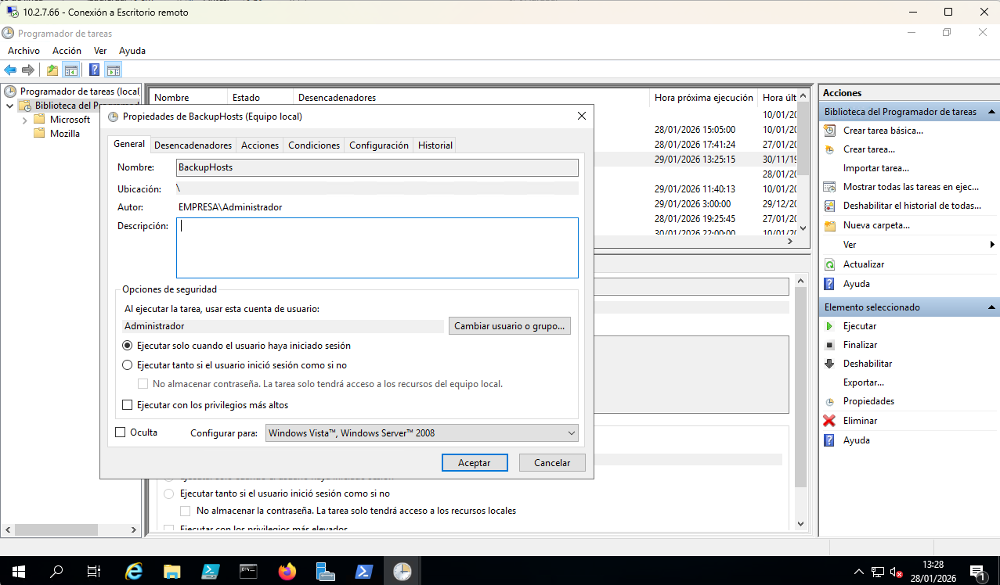 10.2.7.66 - Conexión a Escritorio remoto
Programador de tareas
Archivo Acción Ver Ayuda
Programador de tareas (local
Biblioteca del Pro
Microsoft
Mozilla
Nombre Estado Desencadenadores Hora próxima ejecución Hora últ
10/01/20
28/01/2026 15:05:00 10/01/20
28/01/2026 17:41:24 27/01/20
29/01/2026 13:25:15 30/11/19
28/01/20
29/01/2026 11:40:13 10/01/20
29/01/2026 3:00:00 29/12/20
28/01/2026 19:25:45 27/01/20
30/01/2026 22:00:00 10/01/20
Propiedades de BackupHosts (Equipo local)
General Desencadenadores Acciones Condiciones Configuración Historial
Nombre: BackupHosts
Ubicación: \
Autor: EMPRESA\Administrador
Descripción:
Opciones de seguridad
Al ejecutar la tarea, usar esta cuenta de usuario:
Administrador Cambiar usuario o grupo...
Ejecutar solo cuando el usuario haya iniciado sesión
Ejecutar tanto si el usuario inició sesión como si no
No almacenar contraseña. La tarea solo tendrá acceso a los recursos del equipo local.
Ejecutar con los privilegios más altos
Oculta Configurar para: Windows Vista™, Windows Server™ 2008
Aceptar Cancelar
Ejecutar tanto si el usuario inició sesión como si no
No almacenar la contraseña. La tarea solo tendrá acceso a los recursos locales
Ejecutar con los privilegios más elevados
Acciones
Biblioteca del Programador de tareas
Crear tarea básica...
Crear tarea...
Importar tarea...
Mostrar todas las tareas en ejec...
Deshabilitar el historial de todas...
Nueva carpeta...
Ver
Actualizar
Ayuda
Elemento seleccionado
Ejecutar
Finalizar
Deshabilitar
Exportar...
Propiedades
Eliminar
Ayuda
13:28
28/01/2026
1